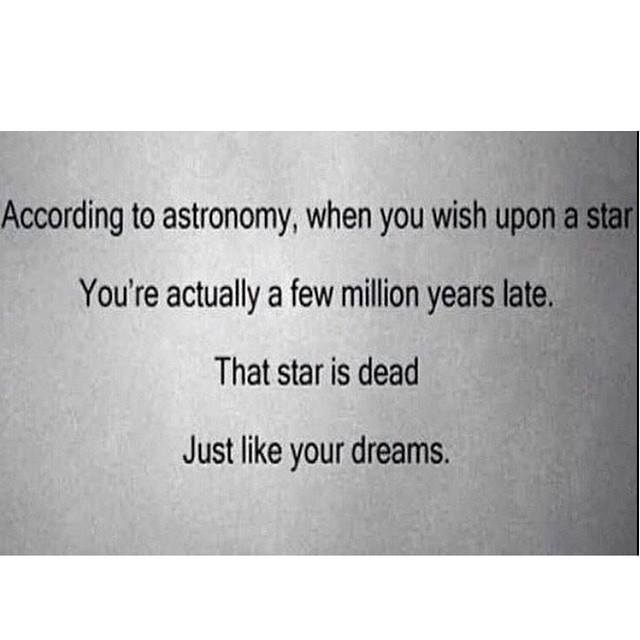 According to astronomy, when you wish upon a star
You're actually a few million years late.
That star is dead
Just like your dreams.